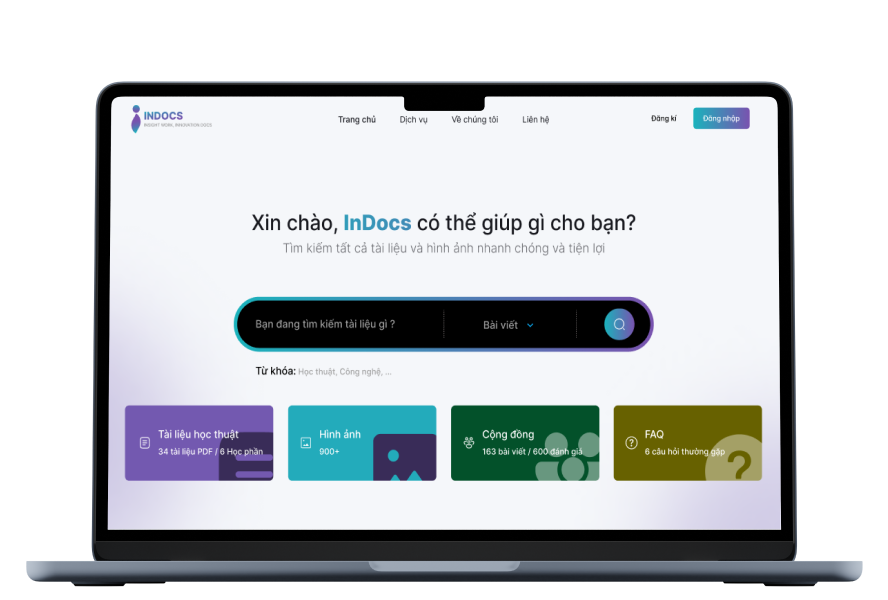 INDOCS
INSIGHT WORK, INNOVATION DOCS
Trang chủ
Dịch vụ
Về chúng tôi
Liên hệ
Đăng kí
Đăng nhập
Xin chào, InDocs có thể giúp gì cho bạn?
Tìm kiếm tất cả tài liệu và hình ảnh nhanh chóng và tiện lợi
Bạn đang tìm kiếm tài liệu gì ?
Bài viết
Từ khóa: Học thuật, Công nghệ, ...
Tài liệu học thuật
34 tài liệu PDF / 6 Học phần
Hình ảnh
900+
Cộng đồng
163 bài viết / 600 đánh giá
FAQ
6 câu hỏi thường gặp